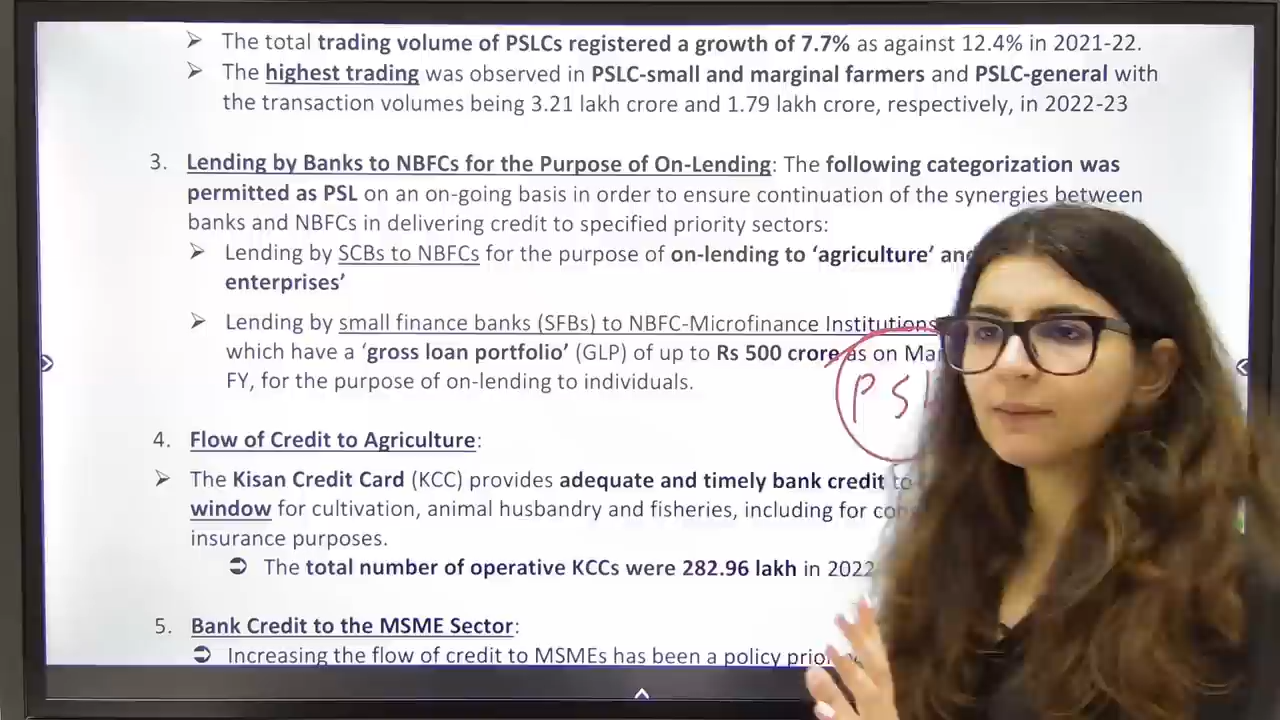 ➢ The total trading volume of PSLCs registered a growth of 7.7% as against 12.4% in 2021-22.
➢ The highest trading was observed in PSLC-small and marginal farmers and PSLC-general with
the transaction volumes being 3.21 lakh crore and 1.79 lakh crore, respectively, in 2022-23
3. Lending by Banks to NBFCs for the Purpose of On-Lending: The following categorization was
permitted as PSL on an on-going basis in order to ensure continuation of the synergies between
banks and NBFCs in delivering credit to specified priority sectors:
➢ Lending by SCBs to NBFCs for the purpose of on-lending to ‘agriculture’
enterprises’
➢ Lending by small finance banks (SFBs) to NBFC-Microfinance Institutions
which have a ‘gross loan portfolio’ (GLP) of up to Rs 500 crore as on
FY, for the purpose of on-lending to individuals.
PS
4. Flow of Credit to Agriculture:
➢ The Kisan Credit Card (KCC) provides adequate and timely bank credit to
window for cultivation, animal husbandry and fisheries, including for
insurance purposes.
➲ The total number of operative KCCs were 282.96 lakh in 2022
5. Bank Credit to the MSME Sector:
➲ Increasing the flow of credit to MSMEs has been a policy